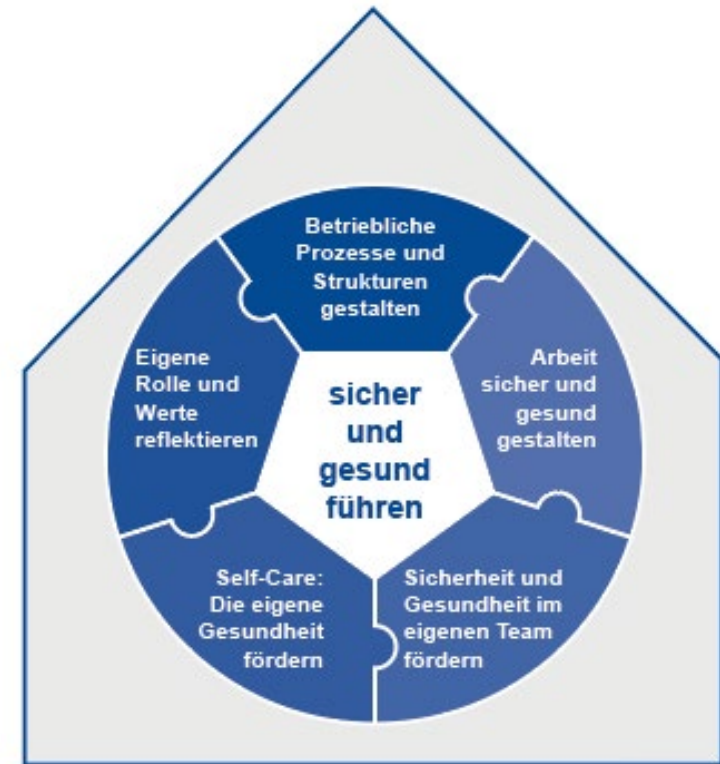 Betriebliche
Prozesse und
Strukturen
gestalten
Eigene
Rolle und
Werte
reflektieren
Arbeit
sicher und
gesund
gestalten
sicher
und
gesund
führen
Self-Care:
Die eigene
Gesundheit
fördern
Sicherheit und
Gesundheit im
eigenen Team
fördern